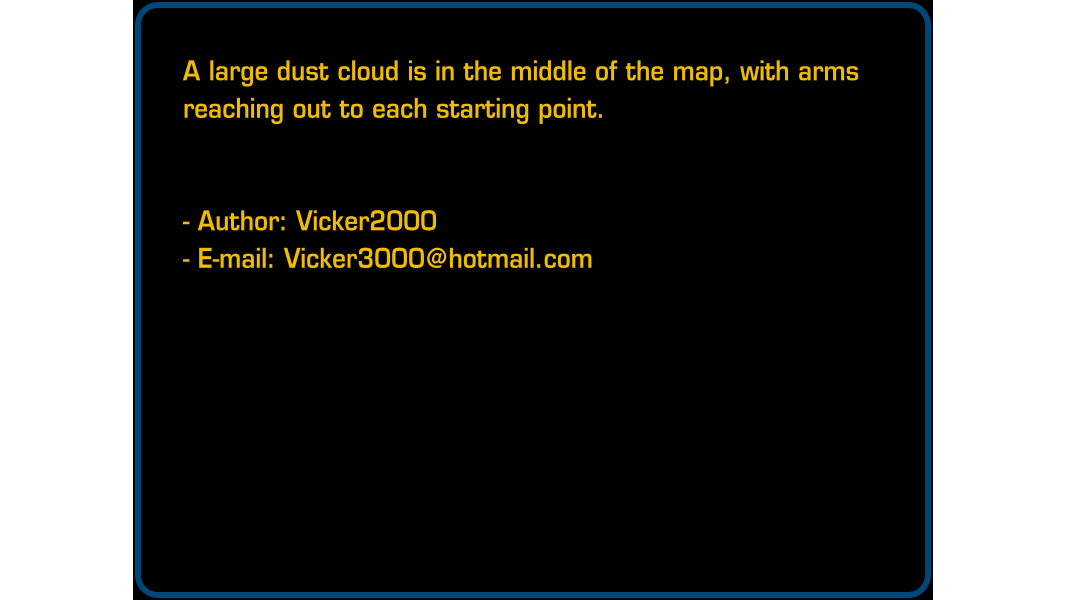 A large dust cloud is in the middle of the map, with arms
reaching out to each starting point.
- Author: Vicker2000
- E-mail: Vicker3000@hotmail.com